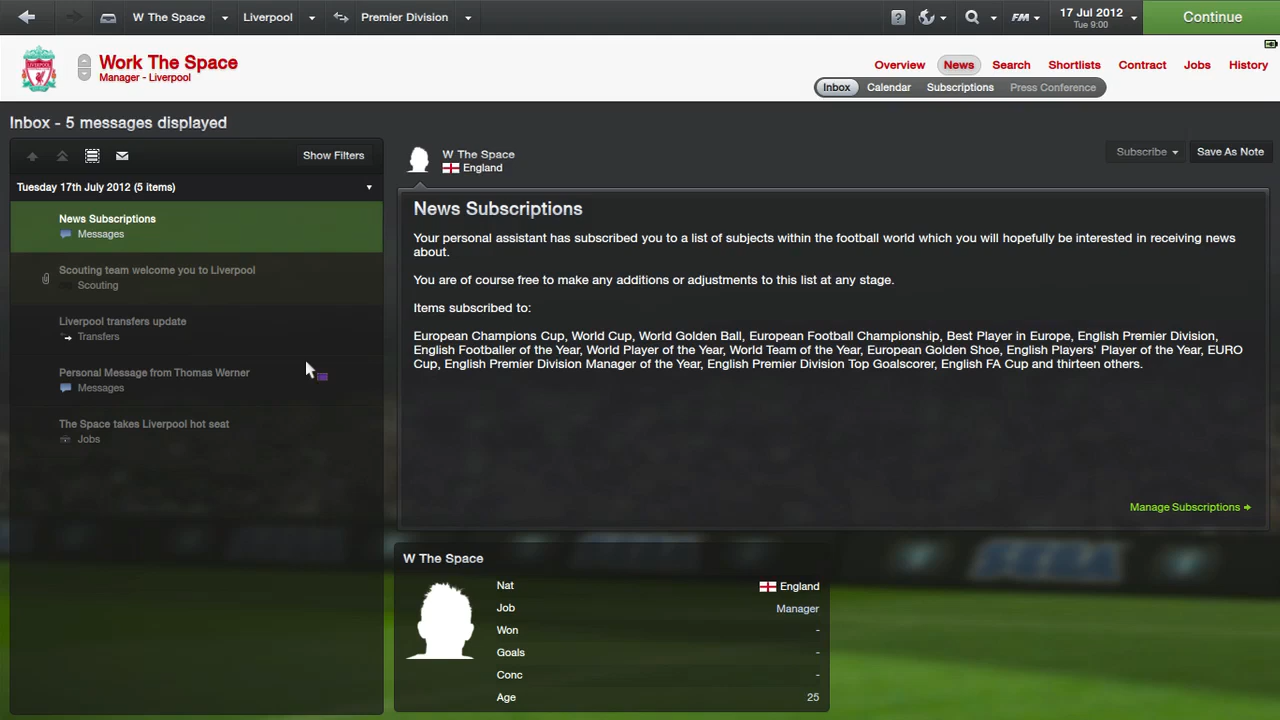 W The Space
Liverpool
Premier Division
FM
17 Jul 2012
Tue 9:00
Continue
LIVERPOOL
Work The Space
Manager - Liverpool
Overview
News
Search
Shortlists
Contract
Jobs
History
Inbox
Calendar
Subscriptions
Press Conference
Inbox - 5 messages displayed
Show Filters
Tuesday 17th July 2012 (5 items)
News Subscriptions
Messages
Scouting team welcome you to Liverpool
Scouting
Liverpool transfers update
Transfers
Personal Message from Thomas Werner
Messages
The Space takes Liverpool hot seat
Jobs
W The Space
England
Subscribe
Save As Note
News Subscriptions
Your personal assistant has subscribed you to a list of subjects within the football world which you will hopefully be interested in receiving news
about.
You are of course free to make any additions or adjustments to this list at any stage.
Items subscribed to:
European Champions Cup, World Cup, World Golden Ball, European Football Championship, Best Player in Europe, English Premier Division,
English Footballer of the Year, World Player of the Year, World Team of the Year, European Golden Shoe, English Players' Player of the Year, EURO
Cup, English Premier Division Manager of the Year, English Premier Division Top Goalscorer, English FA Cup and thirteen others.
Manage Subscriptions
W The Space
Nat England
Job Manager
Won -
Goals -
Conc -
Age 25
SEGA